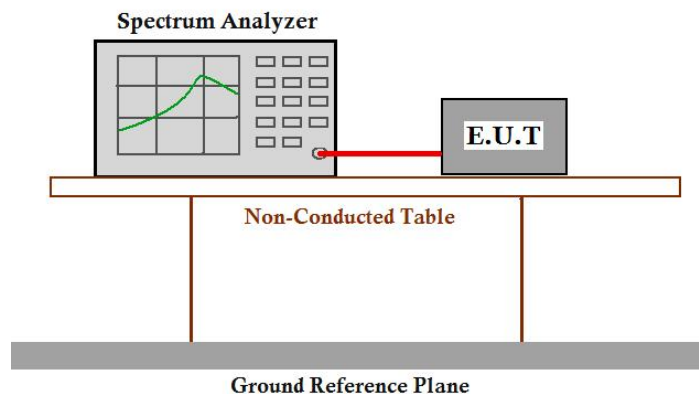 Spectrum Analyzer
E.U.T
Non-Conducted Table
Ground Reference Plane